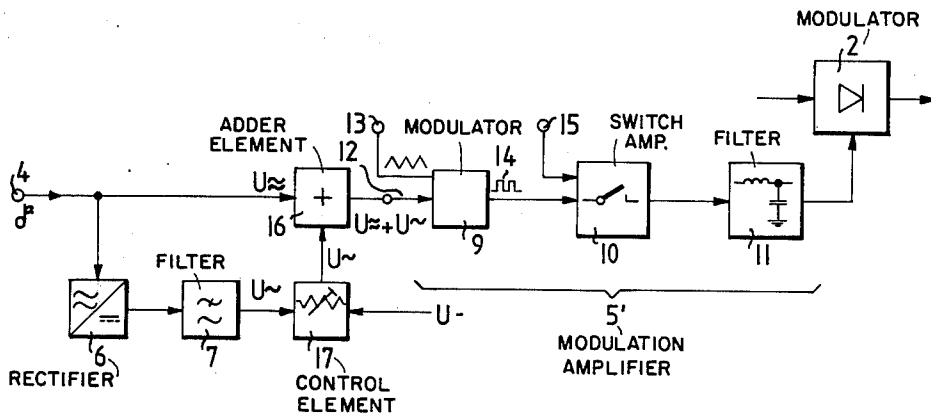 MODULATOR
2
13
MODULATOR
15
ADDER
ELEMENT
12
14
SWITCH
AMP.
FILTER
4
U≈
+
16
U≈+U~
9
10
11
U~
FILTER
U~
U-
5'
6
7
17
MODULATION
AMPLIFIER
RECTIFIER
CONTROL
ELEMENT